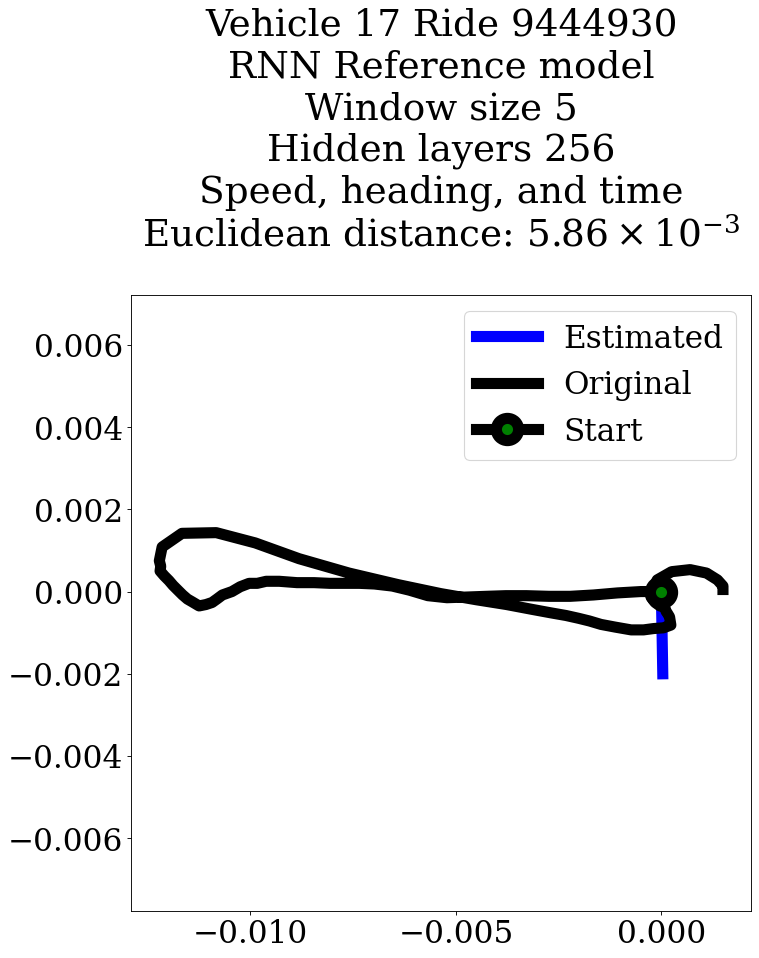 Vehicle 17 Ride 9444930
RNN Reference model
Window size 5
Hidden layers 256
Speed, heading, and time
Euclidean distance: 5.86 × 10⁻³
Estimated
Original
Start
0.006
0.004
0.002
0.000
−0.002
−0.004
−0.006
−0.010
−0.005
0.000